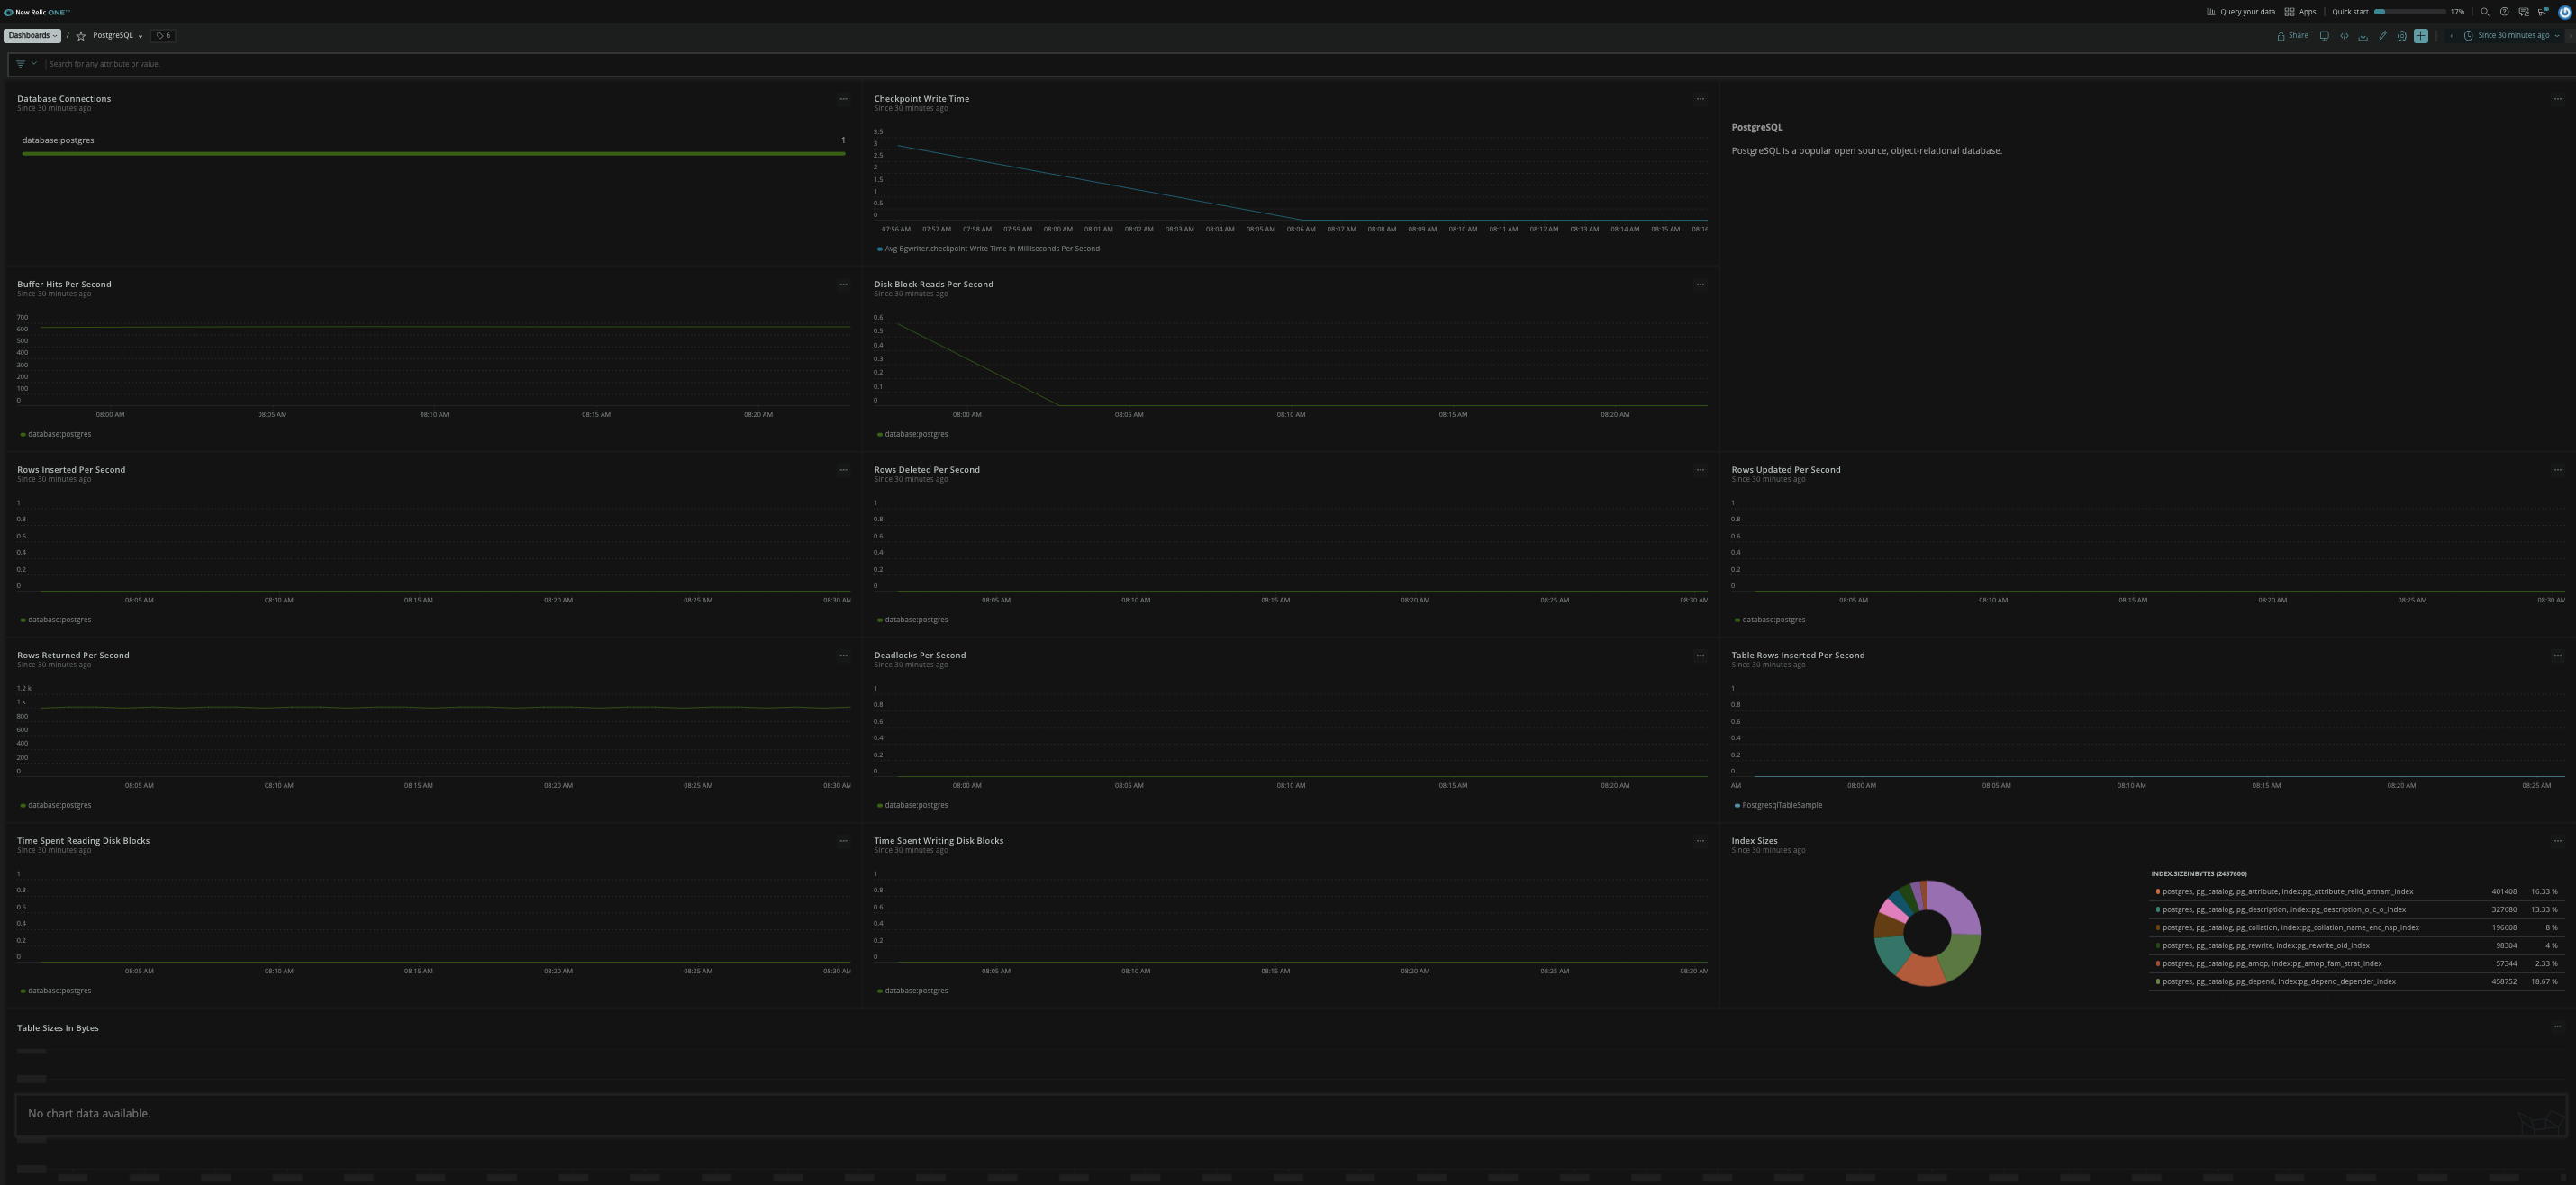 New Relic ONE™
Query your data Apps Quick start 17%
Dashboards / PostgreSQL 6
Share Since 30 minutes ago
Search for any attribute or value.
Database Connections
Since 30 minutes ago
database:postgres 1
Checkpoint Write Time
Since 30 minutes ago
3.5
3
2.5
2
1.5
1
0.5
0
07:56 AM 07:57 AM 07:58 AM 07:59 AM 08:00 AM 08:01 AM 08:02 AM 08:03 AM 08:04 AM 08:05 AM 08:06 AM 08:07 AM 08:08 AM 08:09 AM 08:10 AM 08:11 AM 08:12 AM 08:13 AM 08:14 AM 08:15 AM 08:16
Avg Bgwriter.checkpoint Write Time In Milliseconds Per Second
PostgreSQL
PostgreSQL is a popular open source, object-relational database.
Buffer Hits Per Second
Since 30 minutes ago
700
600
500
400
300
200
100
0
08:00 AM 08:05 AM 08:10 AM 08:15 AM 08:20 AM
database:postgres
Disk Block Reads Per Second
Since 30 minutes ago
0.6
0.5
0.4
0.3
0.2
0.1
0
08:00 AM 08:05 AM 08:10 AM 08:15 AM 08:20 AM
database:postgres
Rows Inserted Per Second
Since 30 minutes ago
1
0.8
0.6
0.4
0.2
0
08:05 AM 08:10 AM 08:15 AM 08:20 AM 08:25 AM 08:30 AM
database:postgres
Rows Deleted Per Second
Since 30 minutes ago
1
0.8
0.6
0.4
0.2
0
08:05 AM 08:10 AM 08:15 AM 08:20 AM 08:25 AM 08:30 AM
database:postgres
Rows Updated Per Second
Since 30 minutes ago
1
0.8
0.6
0.4
0.2
0
08:05 AM 08:10 AM 08:15 AM 08:20 AM 08:25 AM 08:30 AM
database:postgres
Rows Returned Per Second
Since 30 minutes ago
1.2 k
1 k
800
600
400
200
0
08:05 AM 08:10 AM 08:15 AM 08:20 AM 08:25 AM 08:30 AM
database:postgres
Deadlocks Per Second
Since 30 minutes ago
1
0.8
0.6
0.4
0.2
0
08:00 AM 08:05 AM 08:10 AM 08:15 AM 08:20 AM
database:postgres
Table Rows Inserted Per Second
Since 30 minutes ago
1
0.8
0.6
0.4
0.2
0
AM 08:00 AM 08:05 AM 08:10 AM 08:15 AM 08:20 AM 08:25 AM
PostgresqlTableSample
Time Spent Reading Disk Blocks
Since 30 minutes ago
1
0.8
0.6
0.4
0.2
0
08:05 AM 08:10 AM 08:15 AM 08:20 AM 08:25 AM 08:30 AM
database:postgres
Time Spent Writing Disk Blocks
Since 30 minutes ago
1
0.8
0.6
0.4
0.2
0
08:05 AM 08:10 AM 08:15 AM 08:20 AM 08:25 AM 08:30 AM
database:postgres
Index Sizes
Since 30 minutes ago
INDEX.SIZEINBYTES (2457600)
postgres, pg_catalog, pg_attribute, index:pg_attribute_relid_attnam_index 401408 16.33 %
postgres, pg_catalog, pg_description, index:pg_description_o_c_o_index 327680 13.33 %
postgres, pg_catalog, pg_collation, index:pg_collation_name_enc_nsp_index 196608 8 %
postgres, pg_catalog, pg_rewrite, index:pg_rewrite_oid_index 98304 4 %
postgres, pg_catalog, pg_amop, index:pg_amop_fam_strat_index 57344 2.33 %
postgres, pg_catalog, pg_depend, index:pg_depend_depender_index 458752 18.67 %
Table Sizes In Bytes
No chart data available.